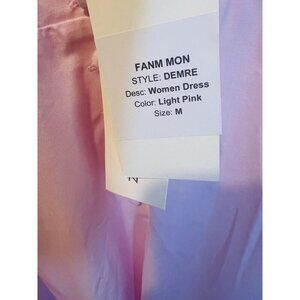 FANM MON
STYLE: DEMRE
Desc: Women Dress
Color: Light Pink
Size: M